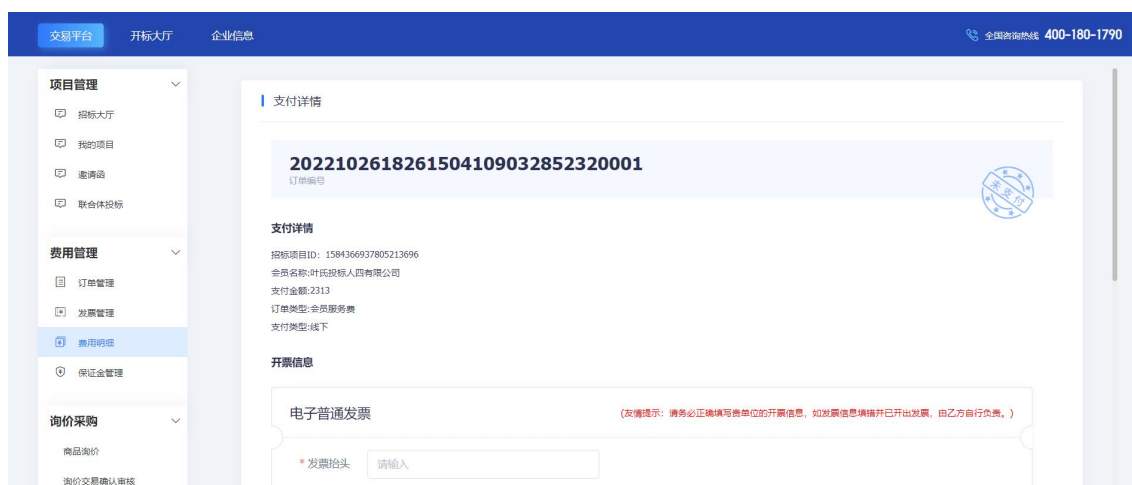 交易平台 开标大厅 企业信息 全国咨询热线 400-180-1790
项目管理
招标大厅
我的项目
邀请函
联合体投标
费用管理
订单管理
发票管理
费用明细
保证金管理
询价采购
商品询价
询价交易确认审核
支付详情
20221026182615041090328523​20001
订单编号
未支付
支付详情
招标项目ID：1584366937805213696
会员名称:叶氏投标人四有限公司
支付金额:2313
订单类型:会员服务费
支付类型:线下
开票信息
电子普通发票 (友情提示：请务必正确填写贵单位的开票信息，如发票信息填错并已开出发票，由乙方自行负责。)
* 发票抬头 请输入